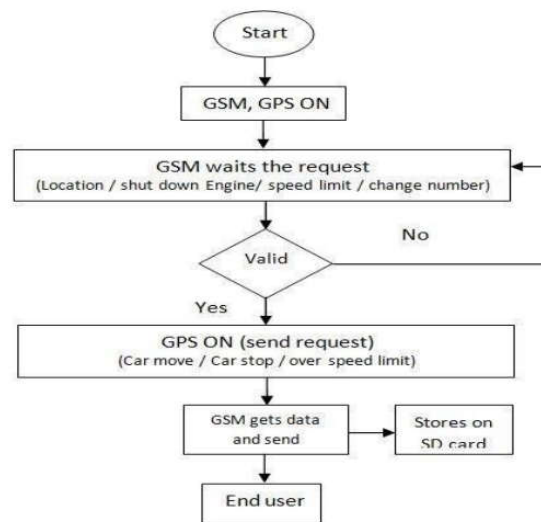 Start
GSM, GPS ON
GSM waits the request
(Location / shut down Engine/ speed limit / change number)
No
Valid
Yes
GPS ON (send request)
(Car move / Car stop / over speed limit)
GSM gets data
and send
Stores on
SD card
End user